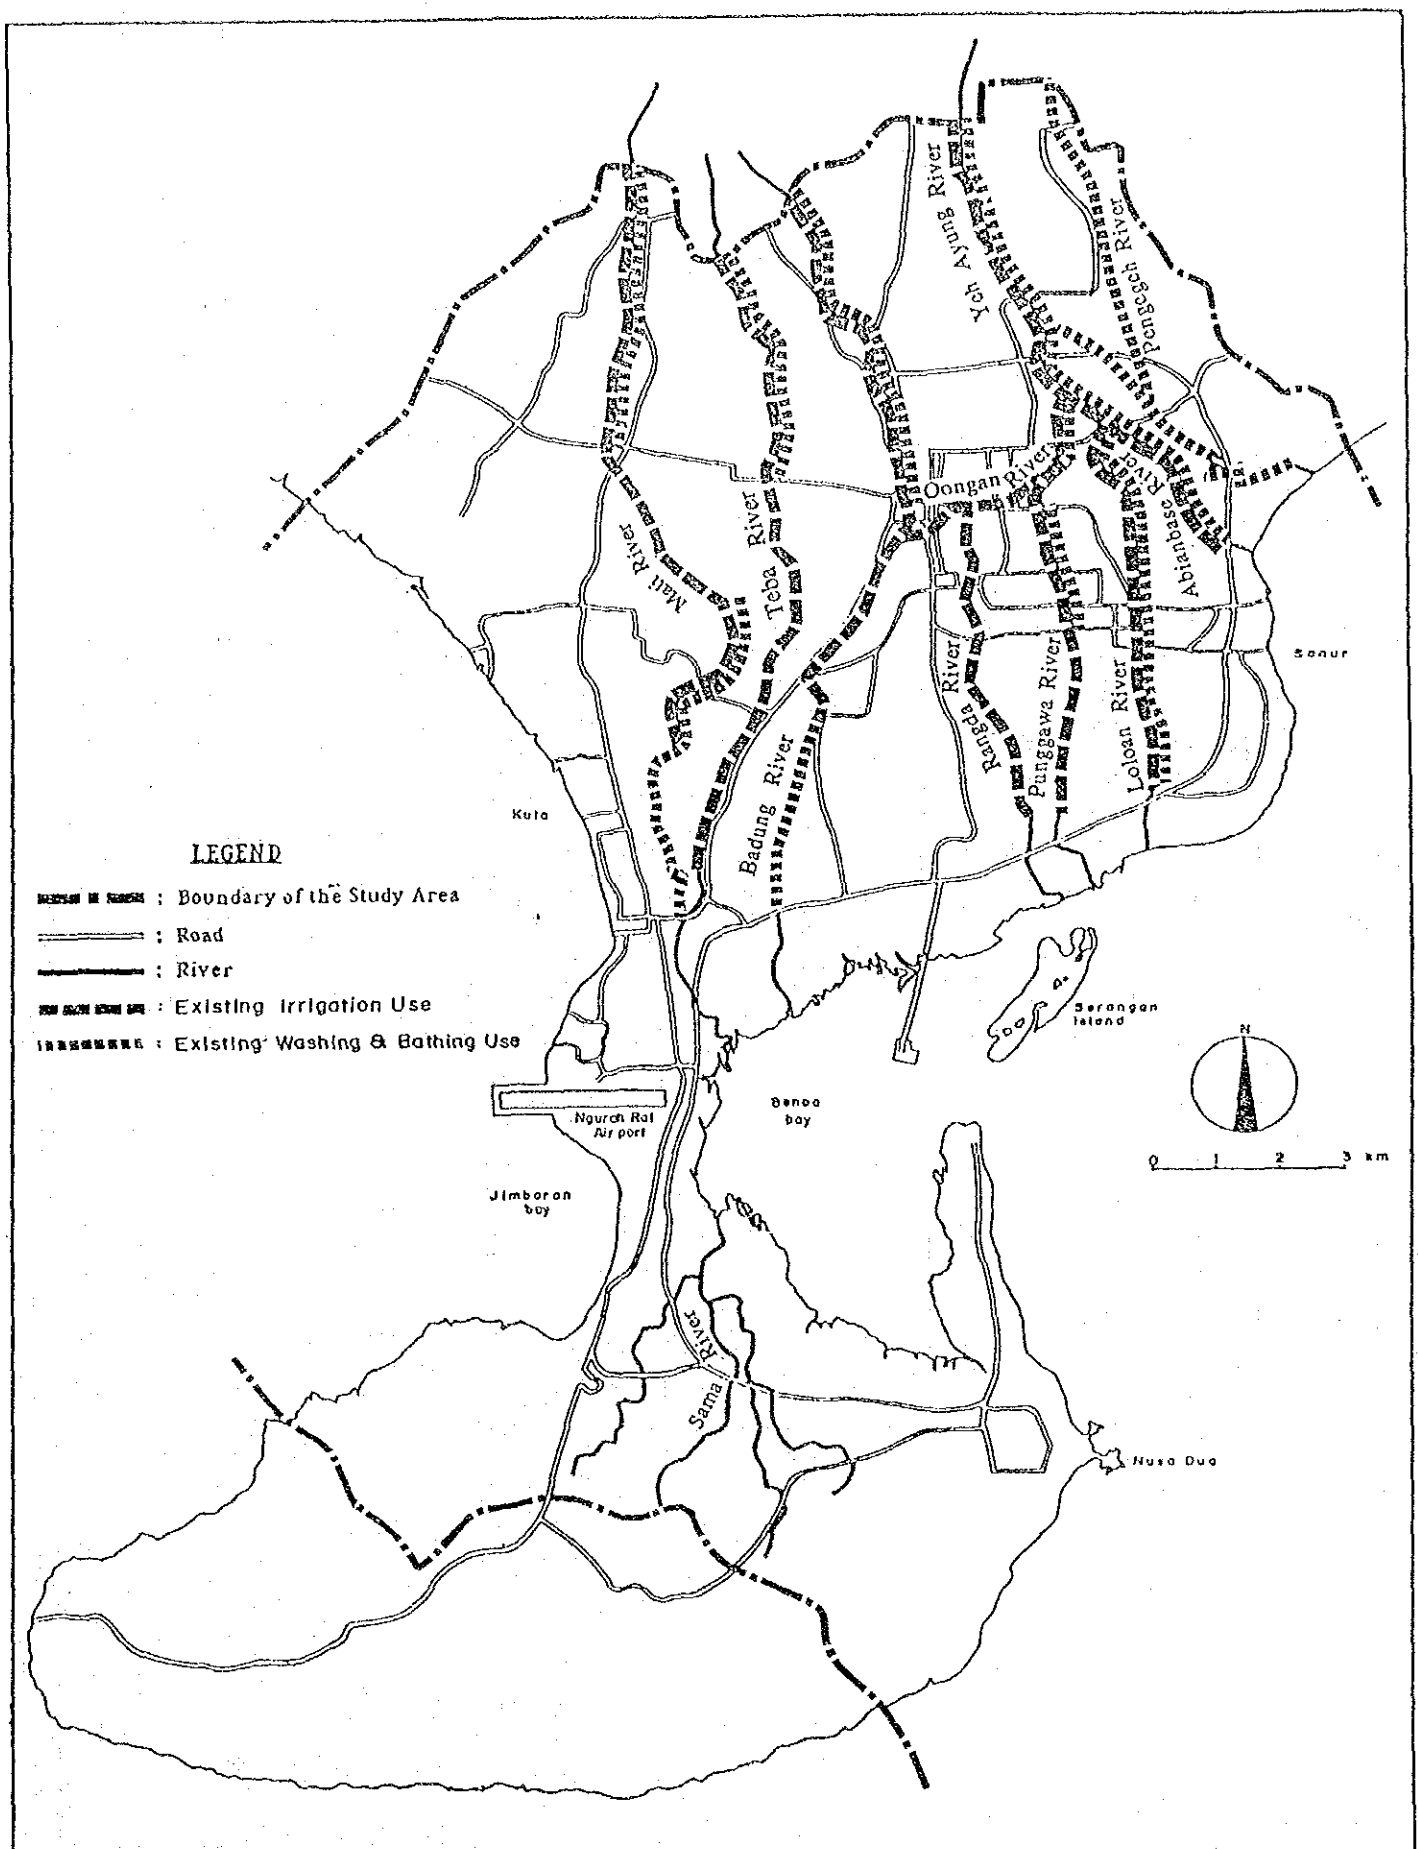 Yeh Ayung River
Pengegeh River
Oongan River
Mati River
Teba River
Abianbase River
Sanur
Rangda River
Punggawa River
Loloan River
Badung River
Kuta
LEGEND
: Boundary of the Study Area
: Road
: River
: Existing Irrigation Use
: Existing Washing & Bathing Use
Serangan
Island
N
Ngurah Rai
Airport
Benoa
bay
0 1 2 3 km
Jimbaran
bay
Sama River
Nusa Dua